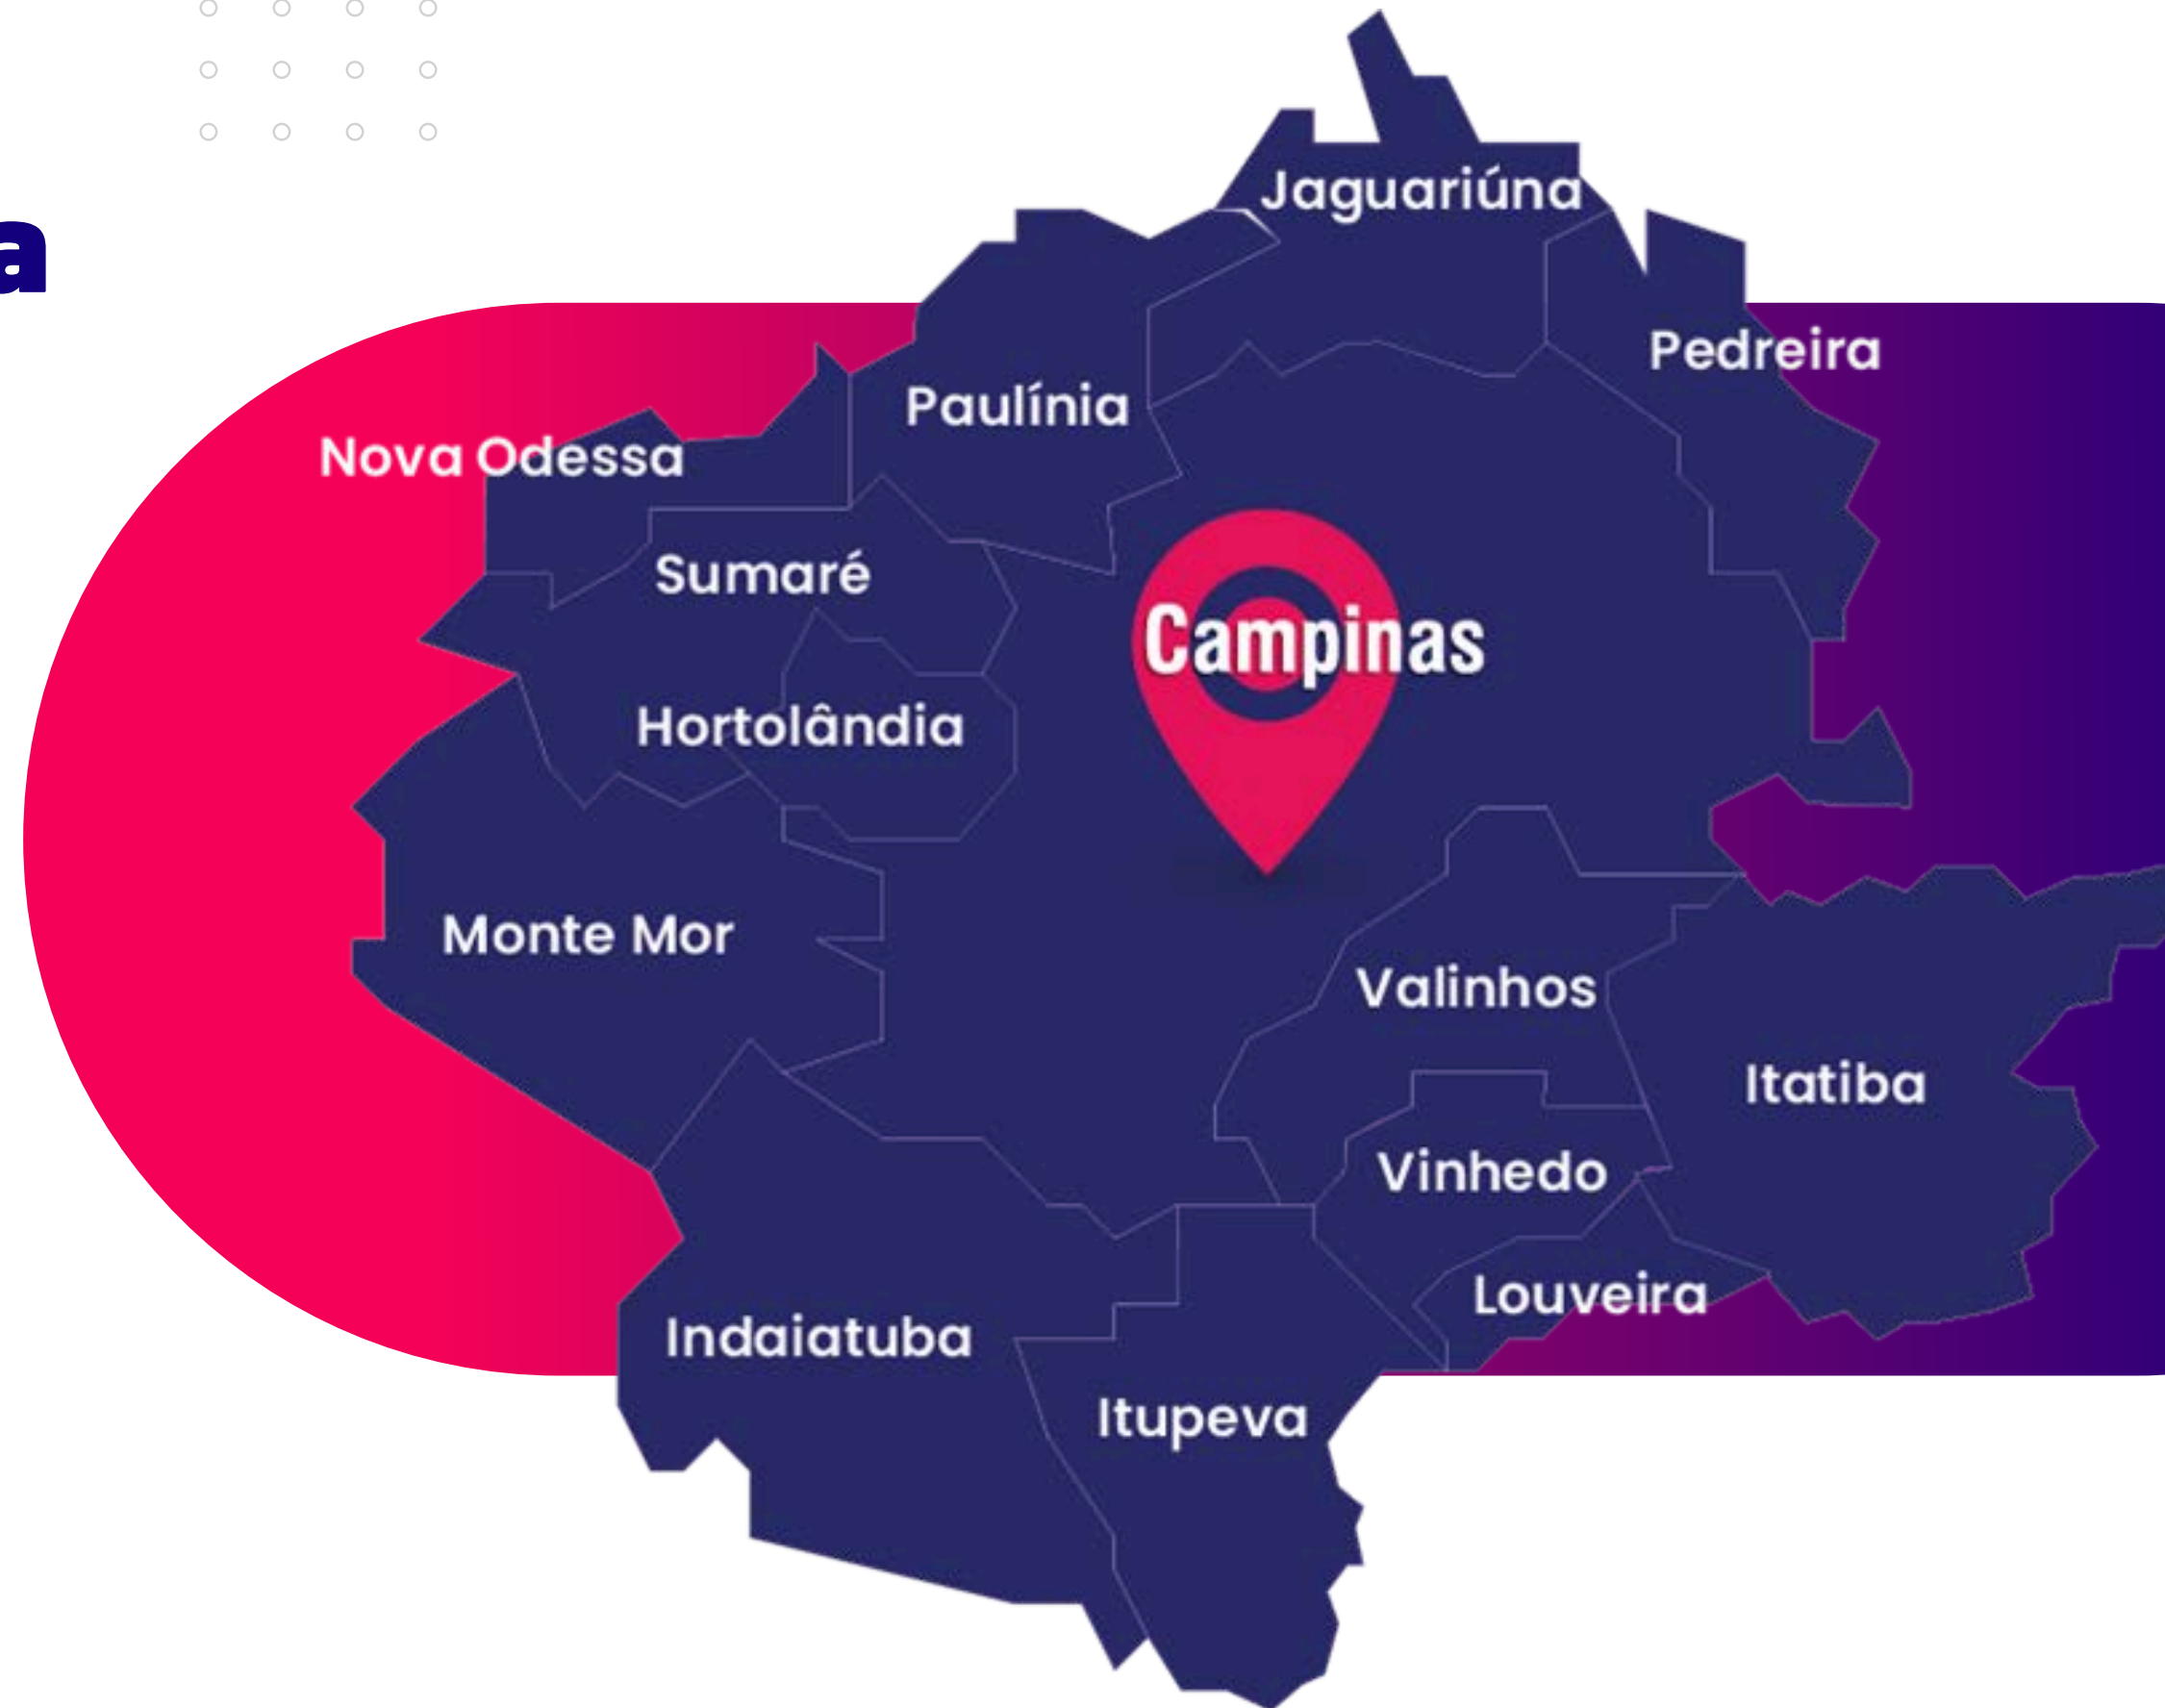 Jaguariúna
a
Pedreira
Paulínia
Nova Odessa
Sumaré
Campinas
Hortolândia
Monte Mor
Valinhos
Itatiba
Vinhedo
Louveira
Indaiatuba
Itupeva